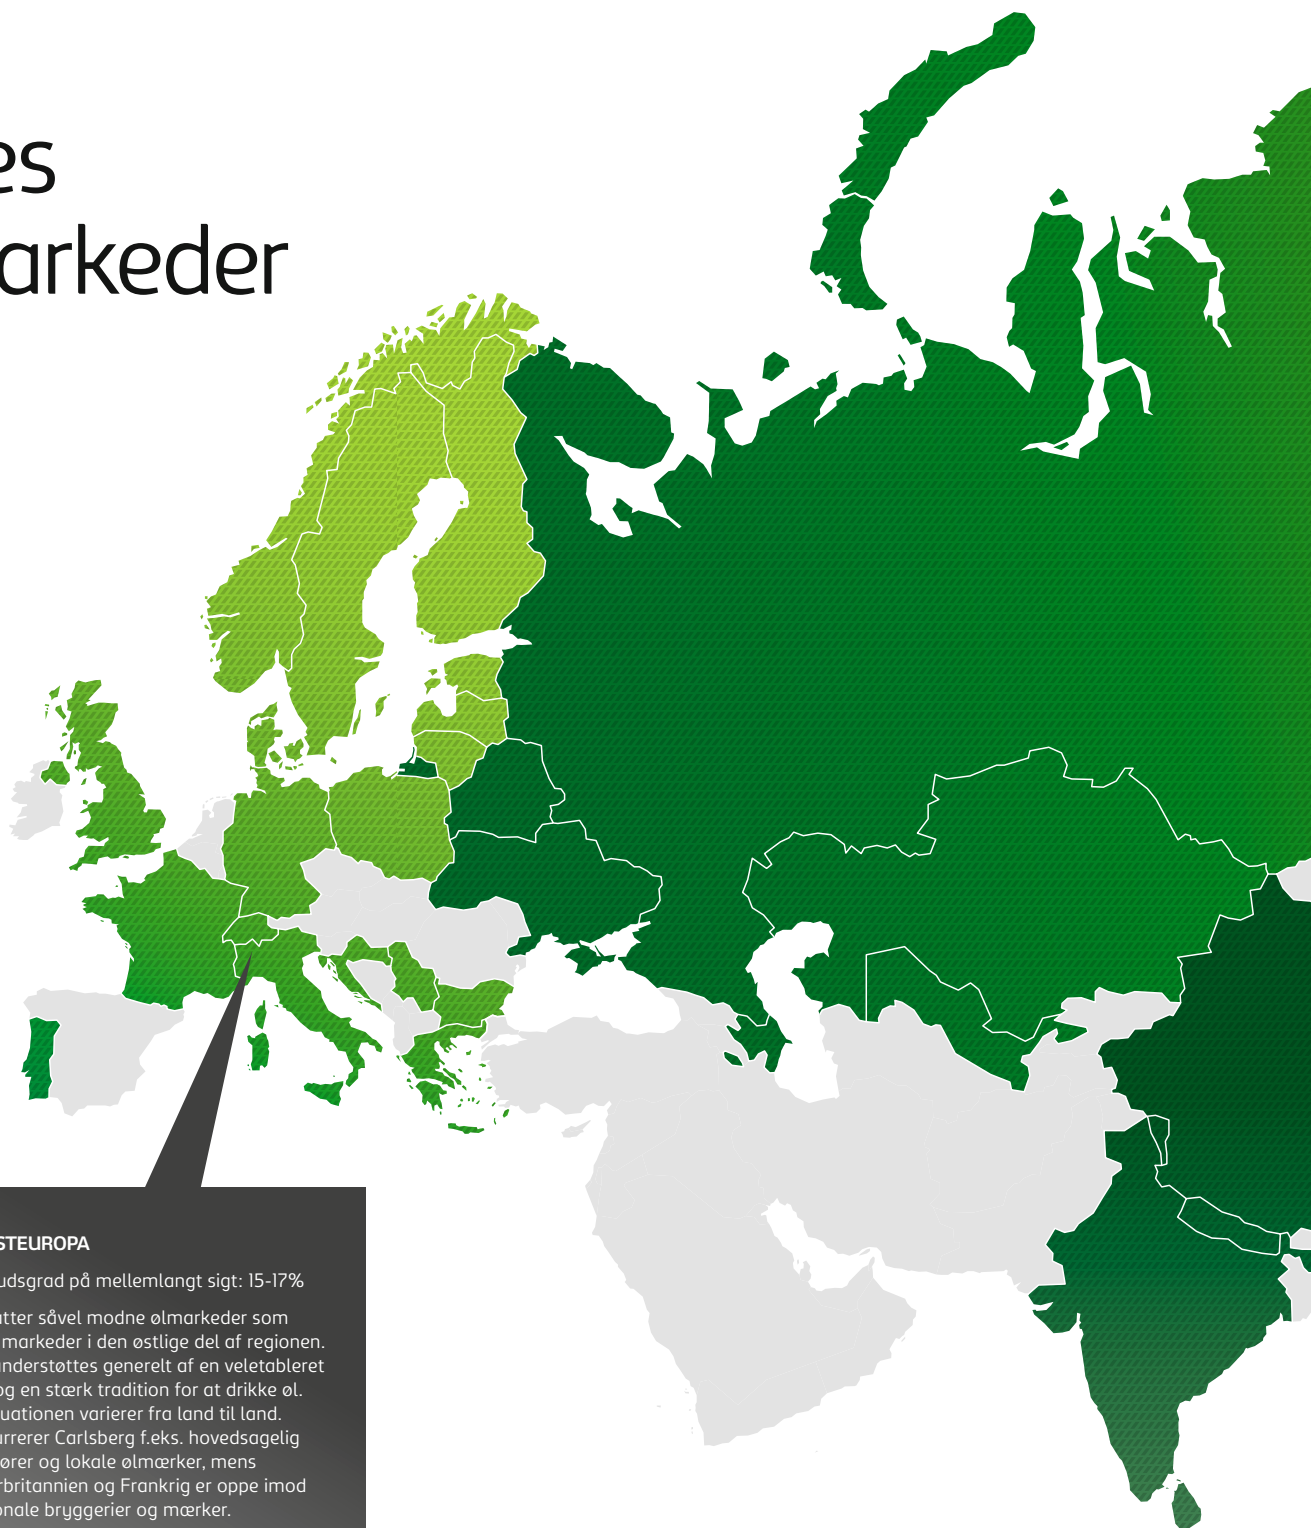 es
arkeder
STEUROPA
udsgrad på mellemlangt sigt: 15-17%
atter såvel modne ølmarkeder som
markeder i den østlige del af regionen.
understøttes generelt af en veletableret
og en stærk tradition for at drikke øl.
uationen varierer fra land til land.
urrerer Carlsberg f.eks. hovedsagelig
ører og lokale ølmærker, mens
rbritannien og Frankrig er oppe imod
onale bryggerier og mærker.